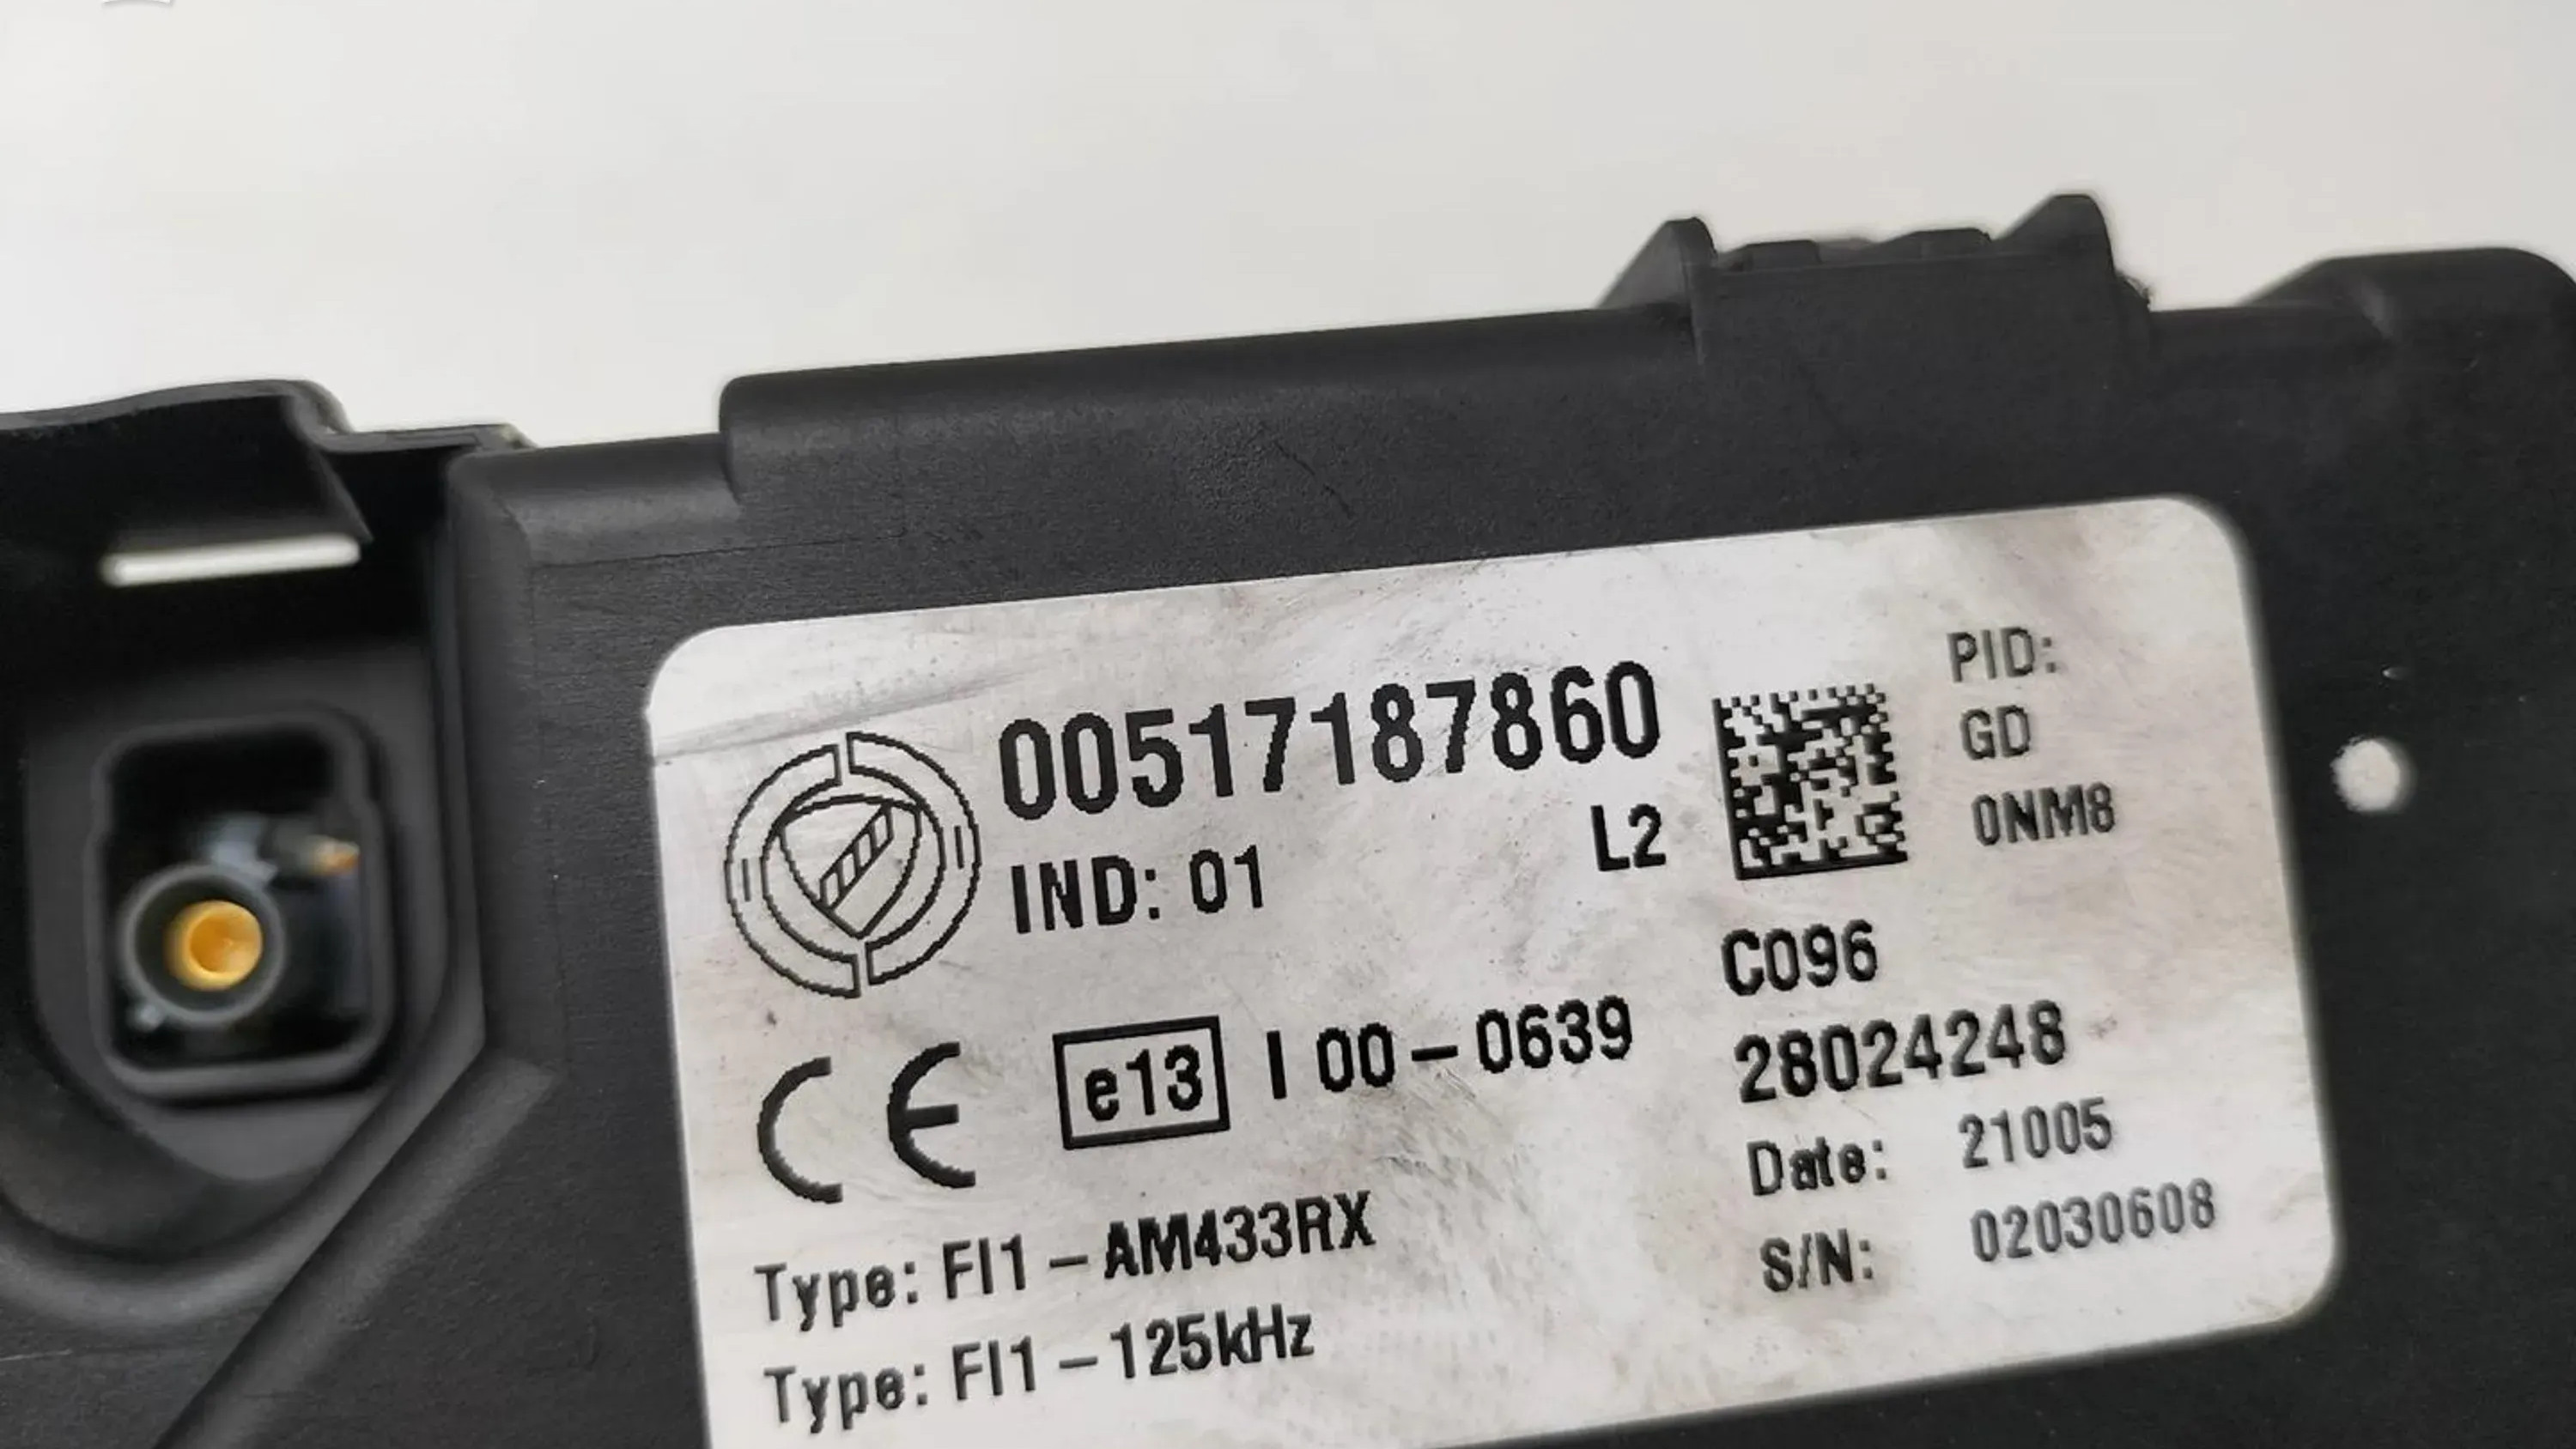 00517187860
IND: 01
L2
PID:
GD
0NM8
C096
28024248
e13 I 00-0639
Date: 21005
S/N: 02030608
CE
Type: FI1-AM433RX
Type: FI1-125kHz